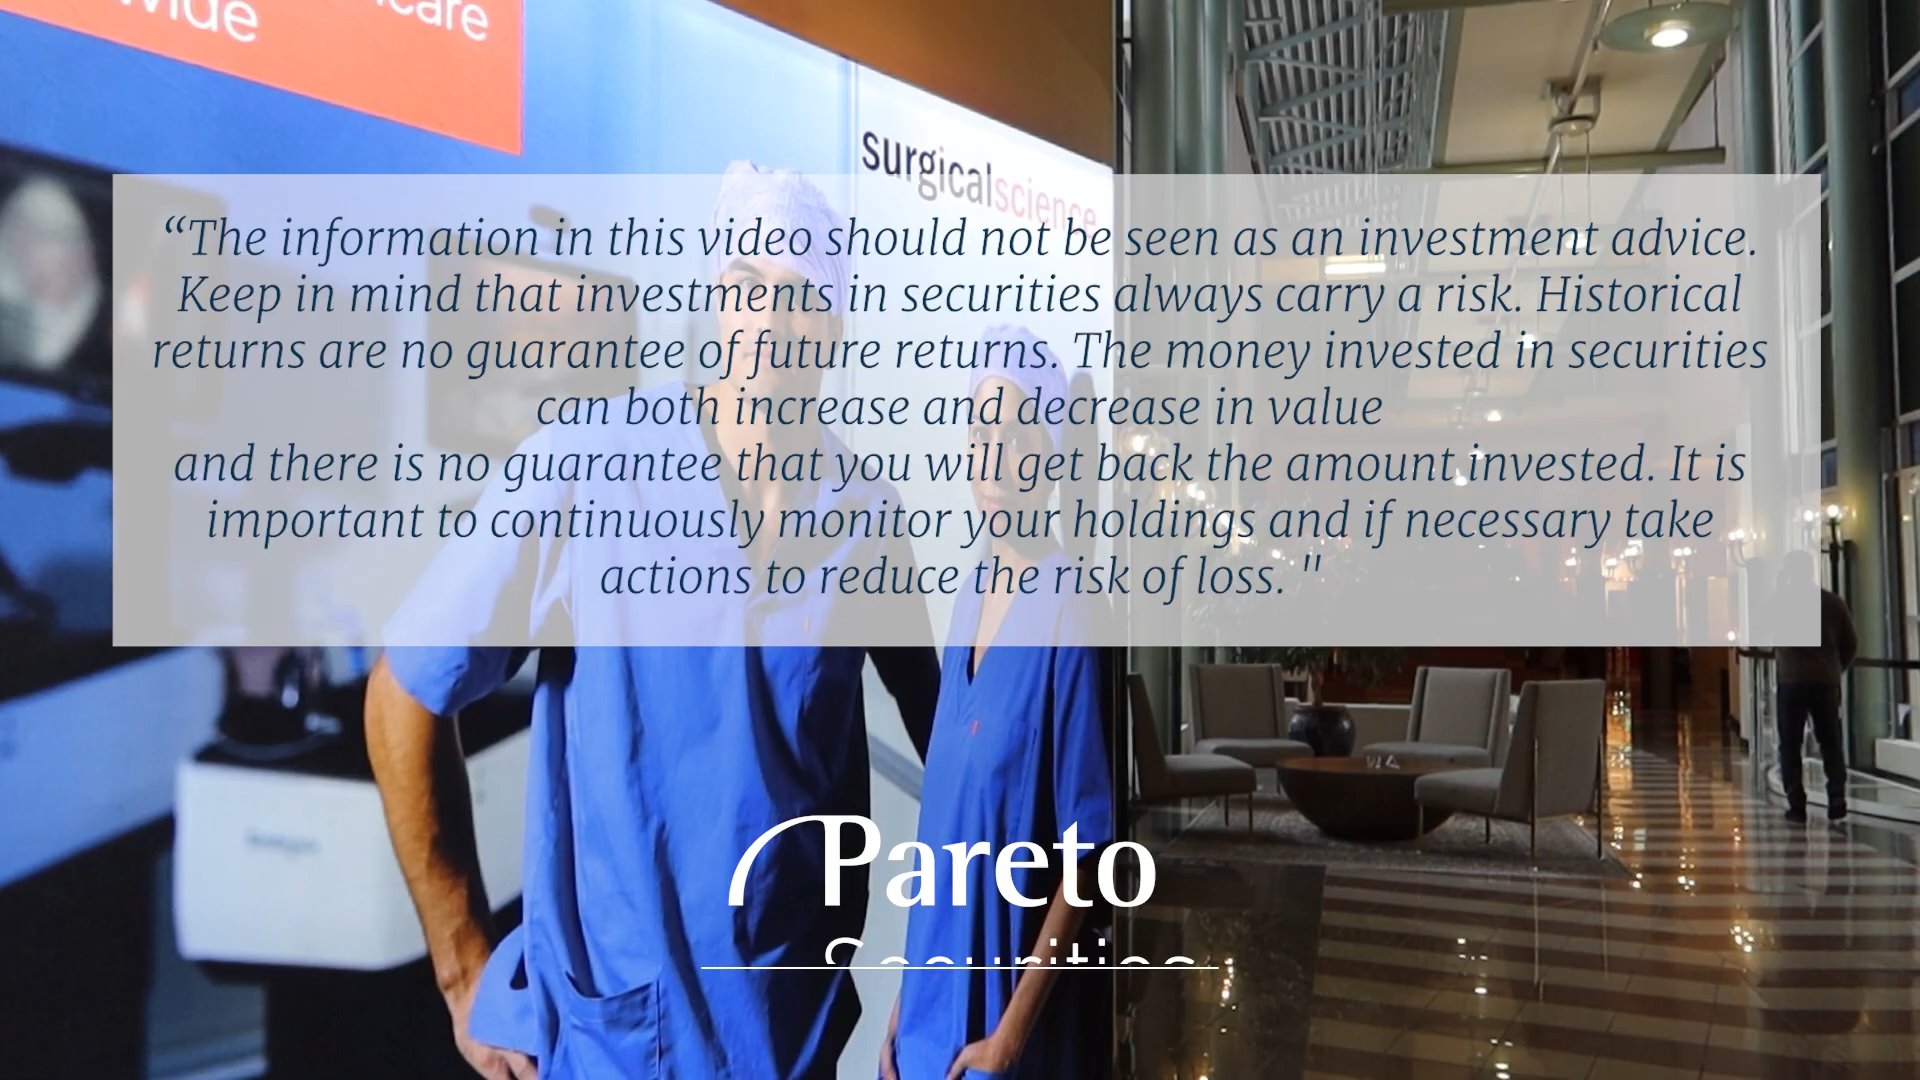 wide
care
surgicalscience
“The information in this video should not be seen as an investment advice.
Keep in mind that investments in securities always carry a risk. Historical
returns are no guarantee of future returns. The money invested in securities
can both increase and decrease in value
and there is no guarantee that you will get back the amount invested. It is
important to continuously monitor your holdings and if necessary take
actions to reduce the risk of loss. "
Pareto
Securities